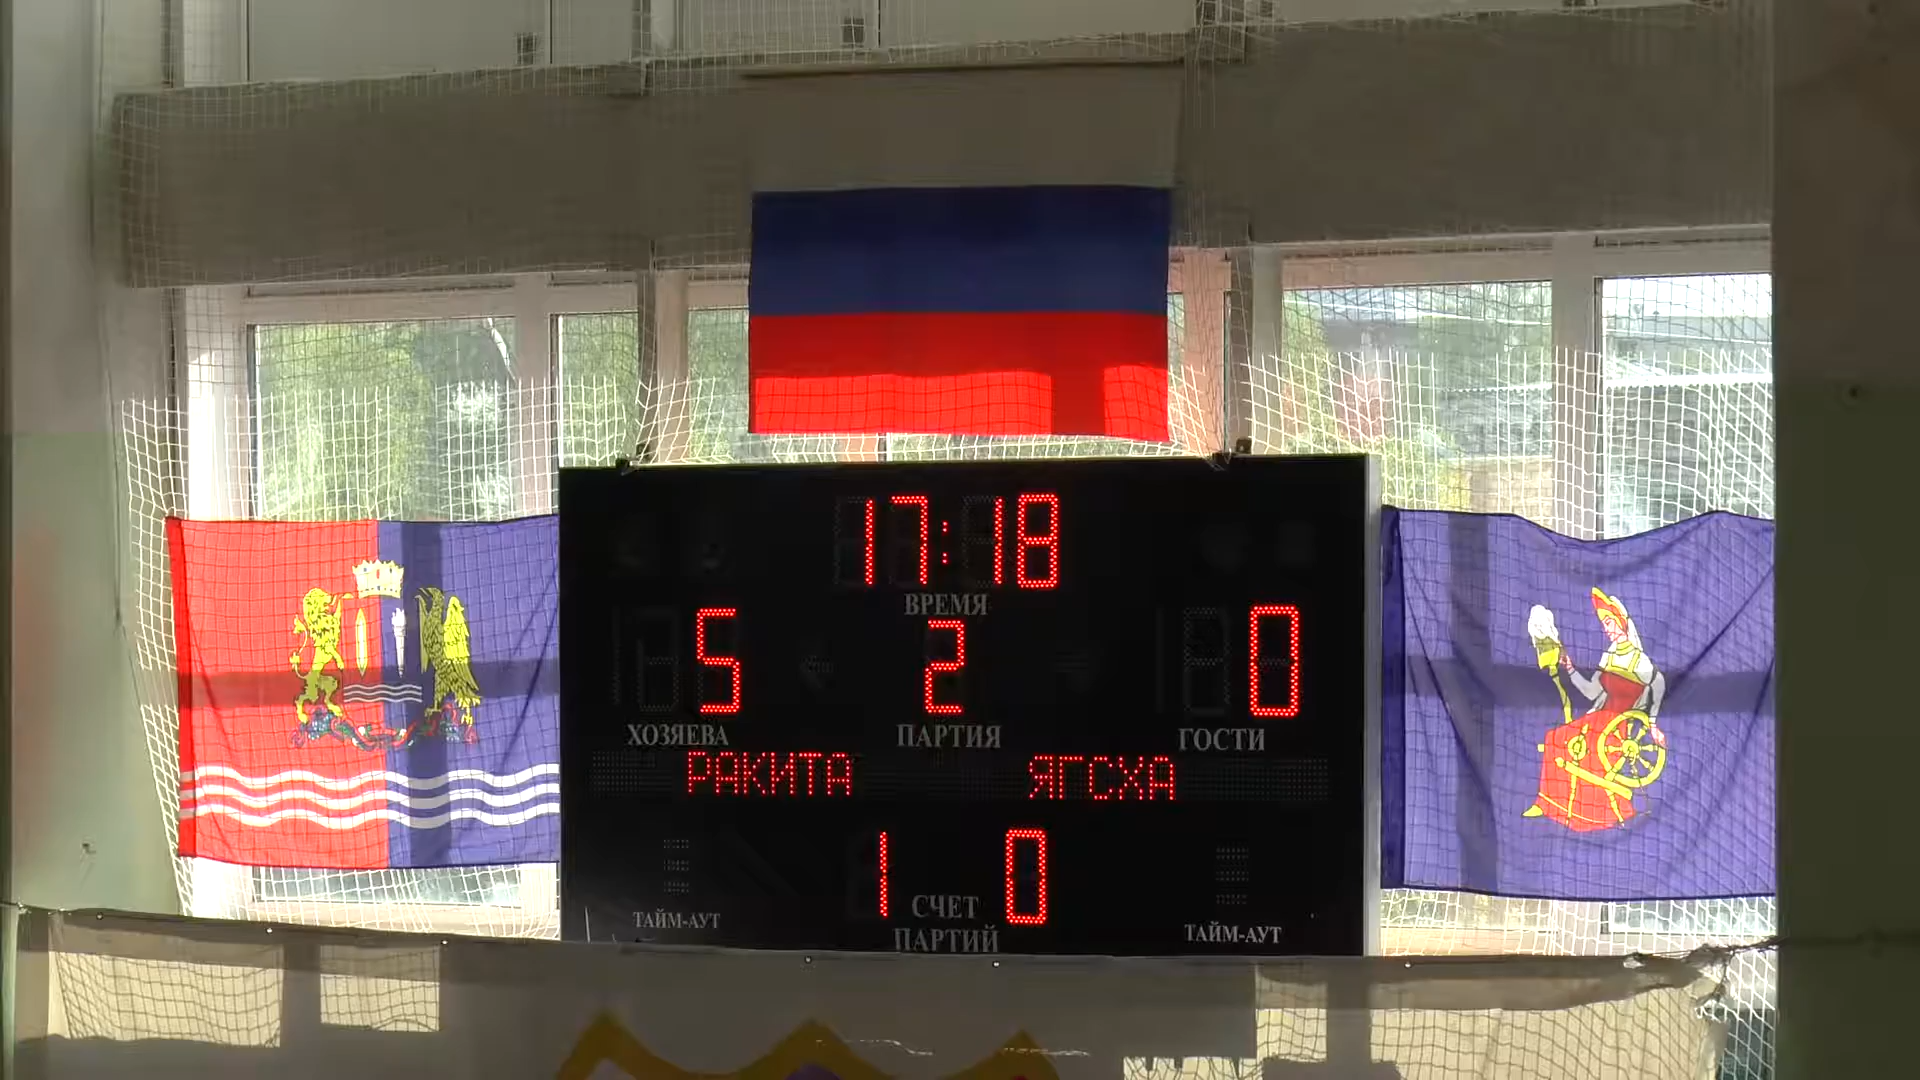 17:18
ВРЕМЯ
5 2 0
ХОЗЯЕВА ПАРТИЯ ГОСТИ
РАКИТА ЯГСХА
1 0
СЧЕТ
ПАРТИЙ
ТАЙМ-АУТ ТАЙМ-АУТ